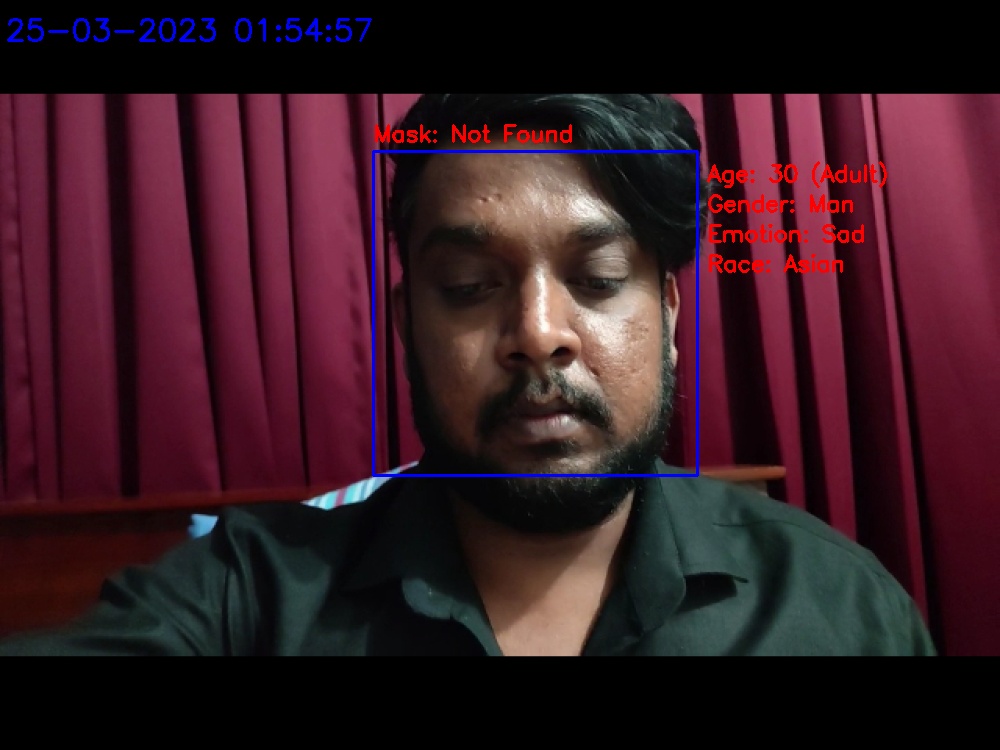 25-03-2023 01:54:57
Mask: Not Found
Age: 30 (Adult)
Gender: Man
Emotion: Sad
Race: Asian